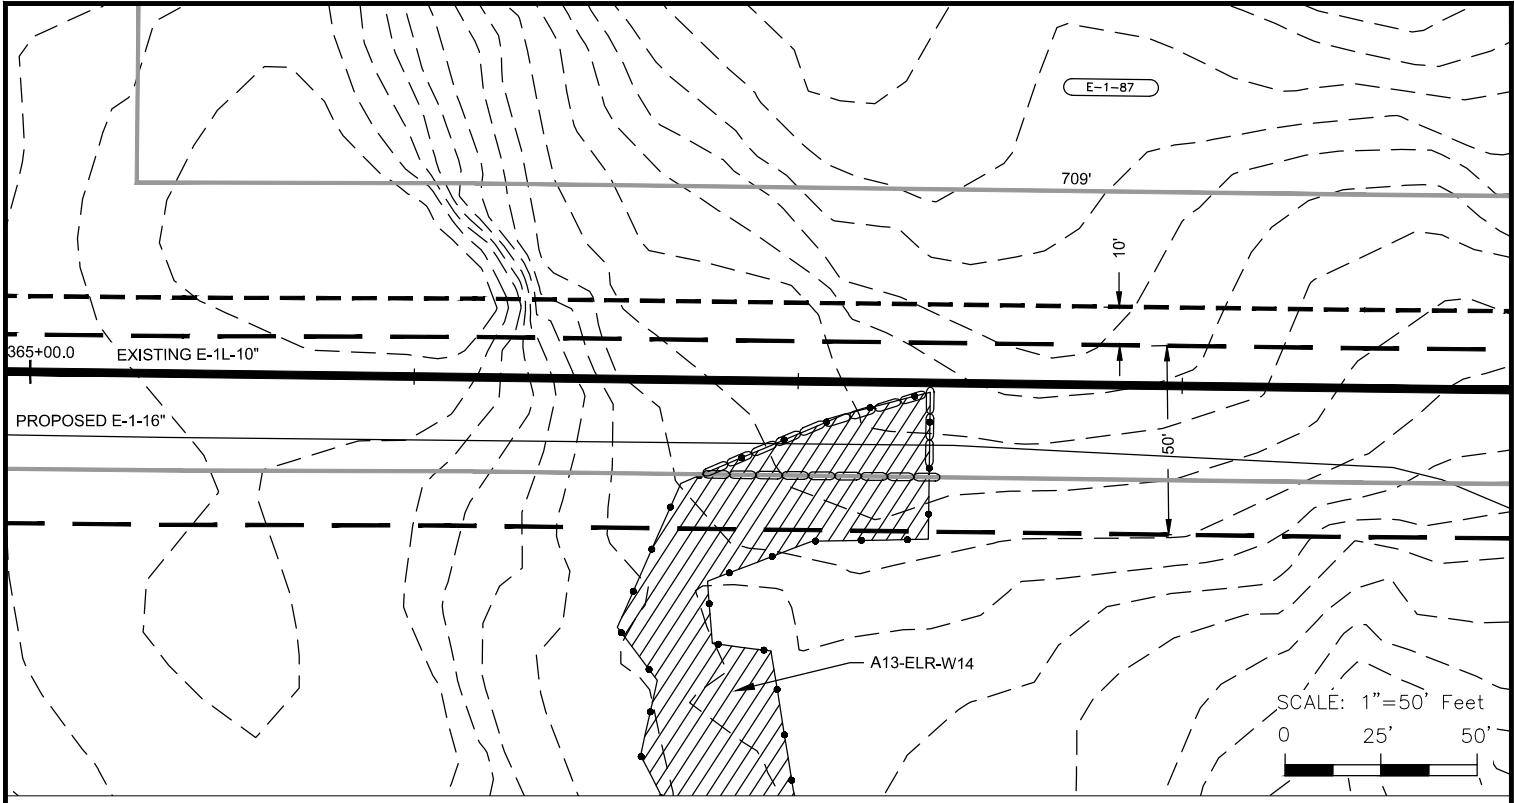 E-1-87
709'
10'
365+00.0
EXISTING E-1L-10"
PROPOSED E-1-16"
50'
A13-ELR-W14
SCALE: 1"=50' Feet
0 25' 50'